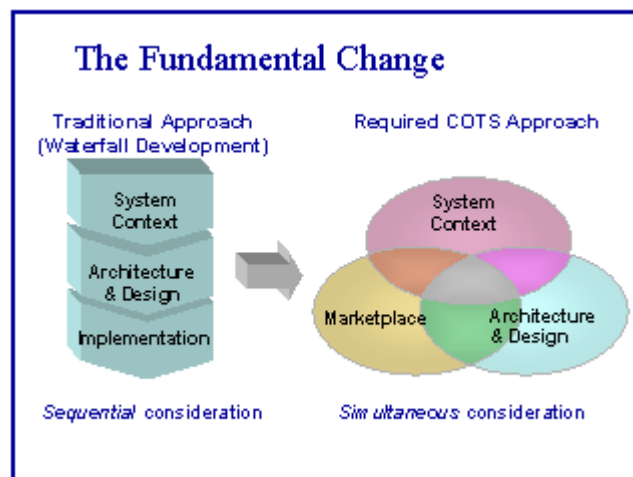 The Fundamental Change
Traditional Approach
(Waterfall Development)
System
Context
Architecture
& Design
Implementation
Sequential consideration
Required COTS Approach
System
Context
Marketplace
Architecture
& Design
Simultaneous consideration